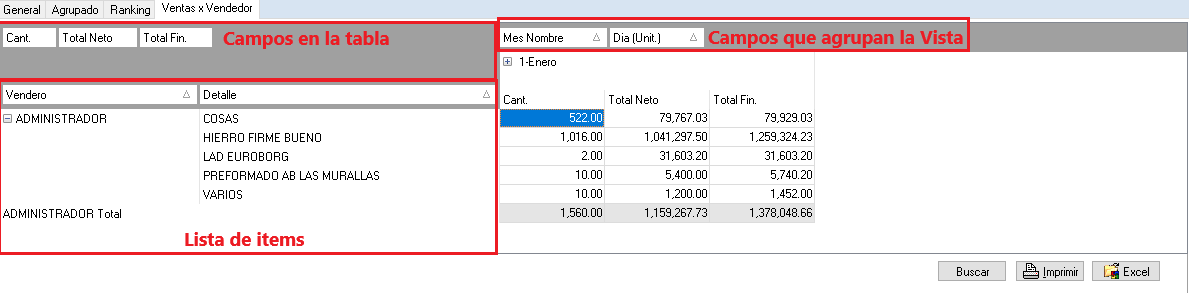 General Agrupado Ranking Ventas x Vendedor
Cant. Total Neto Total Fin. Campos en la tabla
Mes Nombre Dia (Unit.) Campos que agrupan la Vista
1-Enero
Vendero Detalle Cant. Total Neto Total Fin.
ADMINISTRADOR COSAS 522.00 79,767.03 79,929.03
HIERRO FIRME BUENO 1,016.00 1,041,297.50 1,259,324.23
LAD EUROBORG 2.00 31,603.20 31,603.20
PREFORMADO AB LAS MURALLAS 10.00 5,400.00 5,740.20
VARIOS 10.00 1,200.00 1,452.00
ADMINISTRADOR Total 1,560.00 1,159,267.73 1,378,048.66
Lista de items
Buscar Imprimir Excel